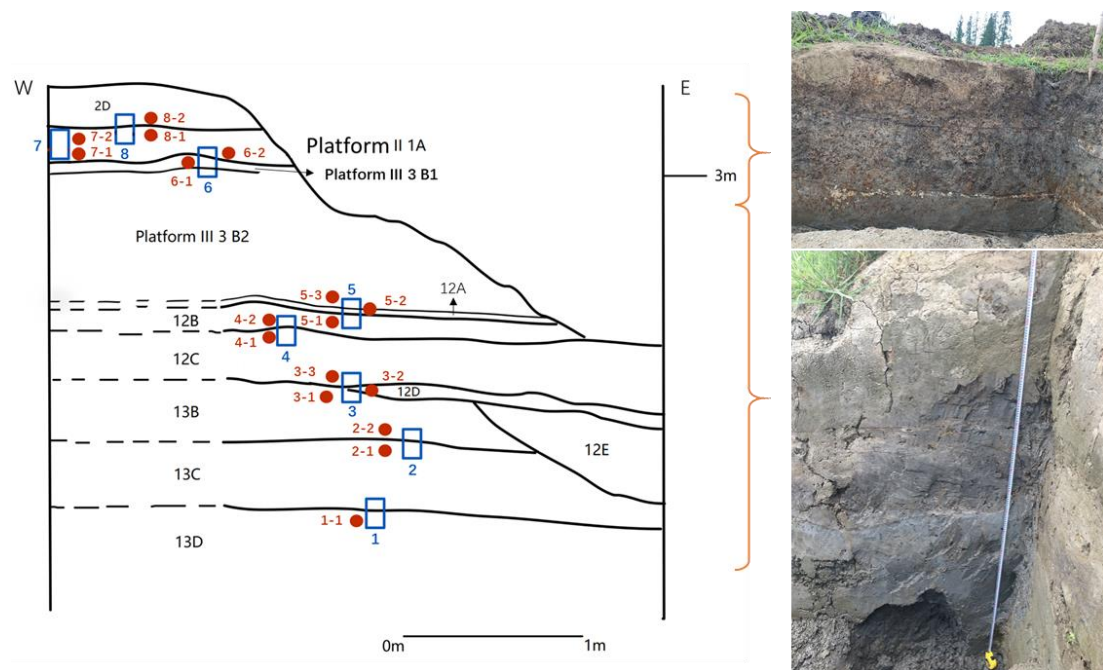 W
E
2D
8-2
7
7-2
8-1
7-1
8
6-2
Platform II 1A
6-1
6
Platform III 3 B1
3m
Platform III 3 B2
5
5-3
5-2
12A
12B
4-2
5-1
4-1
4
12C
3-3
3-2
3-1
12D
13B
3
2-2
2-1
2
12E
13C
1-1
1
13D
0m
1m